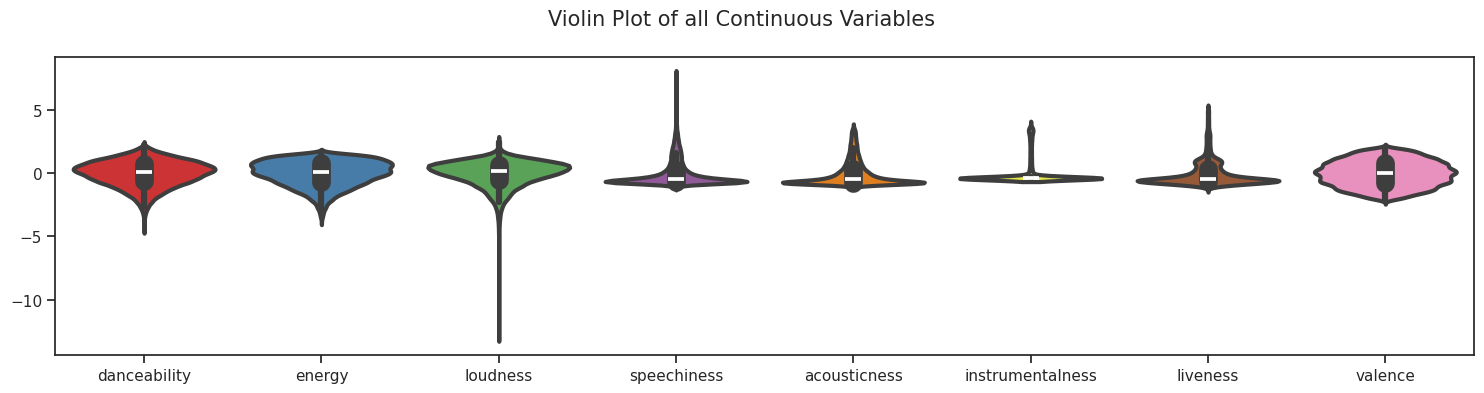 Violin Plot of all Continuous Variables
5
0
−5
−10
danceability energy loudness speechiness acousticness instrumentalness liveness valence